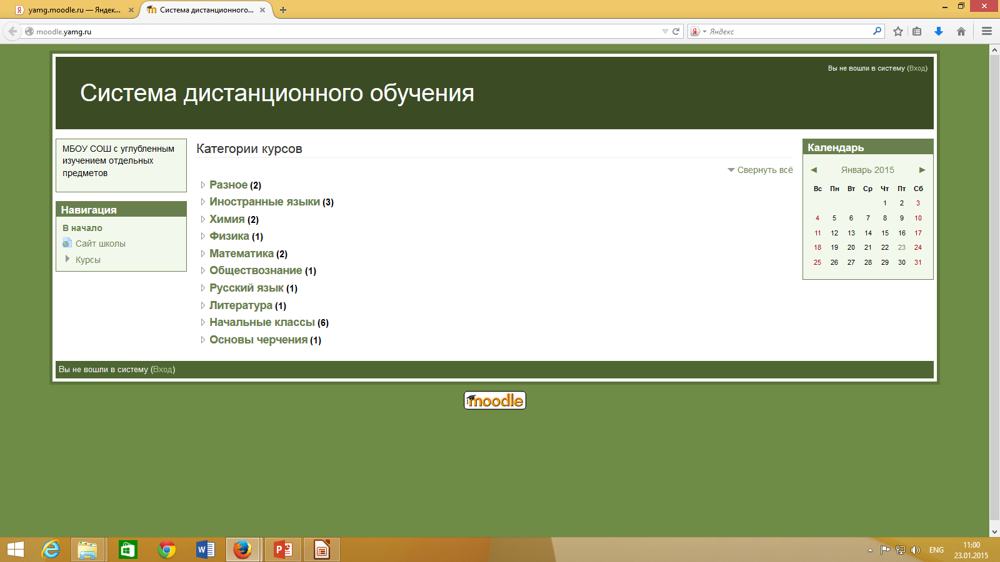 yamg.moodle.ru — Яндек...
Система дистанционного...
moodle.yamg.ru
Яндекс
Вы не вошли в систему (Вход)
Система дистанционного обучения
МБОУ СОШ с углубленным
изучением отдельных
предметов
Навигация
В начало
Сайт школы
Курсы
Категории курсов
Свернуть всё
Разное (2)
Иностранные языки (3)
Химия (2)
Физика (1)
Математика (2)
Обществознание (1)
Русский язык (1)
Литература (1)
Начальные классы (6)
Основы черчения (1)
Календарь
Январь 2015
Вс Пн Вт Ср Чт Пт Сб
1 2 3
4 5 6 7 8 9 10
11 12 13 14 15 16 17
18 19 20 21 22 23 24
25 26 27 28 29 30 31
Вы не вошли в систему (Вход)
moodle
ENG
11:00
23.01.2015